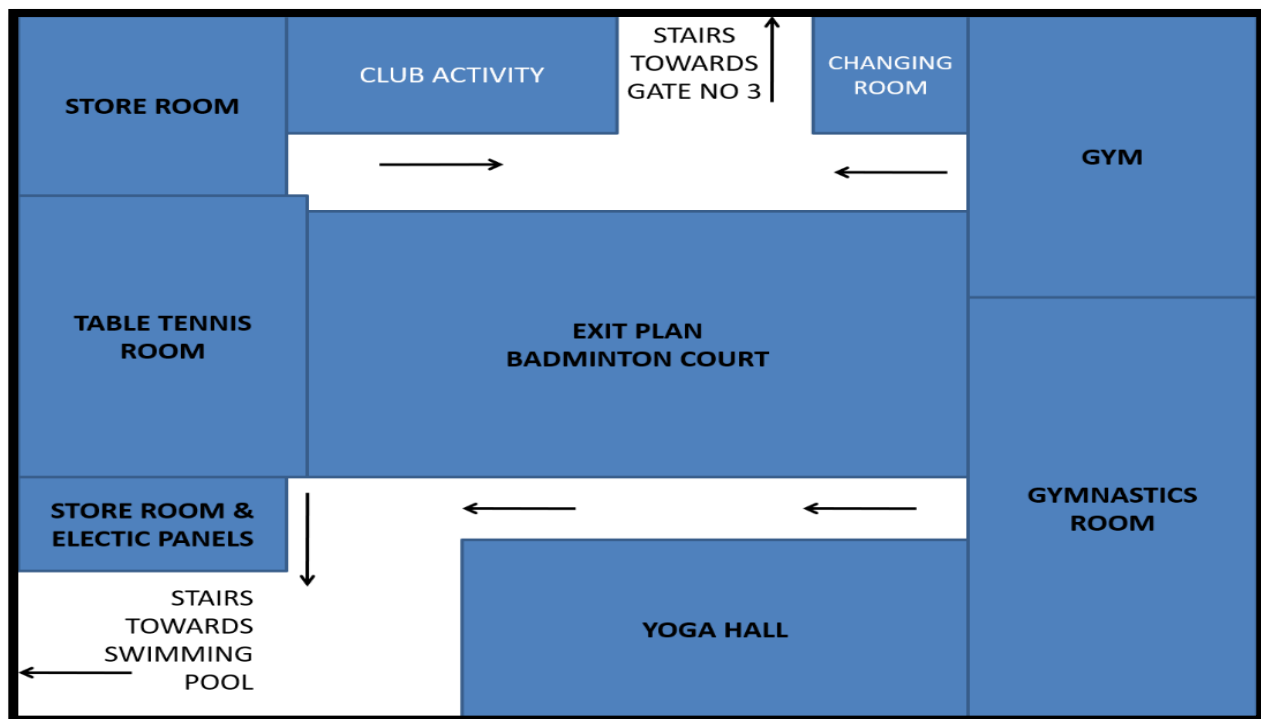 STORE ROOM
CLUB ACTIVITY
STAIRS
TOWARDS
GATE NO 3
CHANGING
ROOM
GYM
TABLE TENNIS
ROOM
EXIT PLAN
BADMINTON COURT
STORE ROOM &
ELECTIC PANELS
GYMNASTICS
ROOM
STAIRS
TOWARDS
SWIMMING
POOL
YOGA HALL